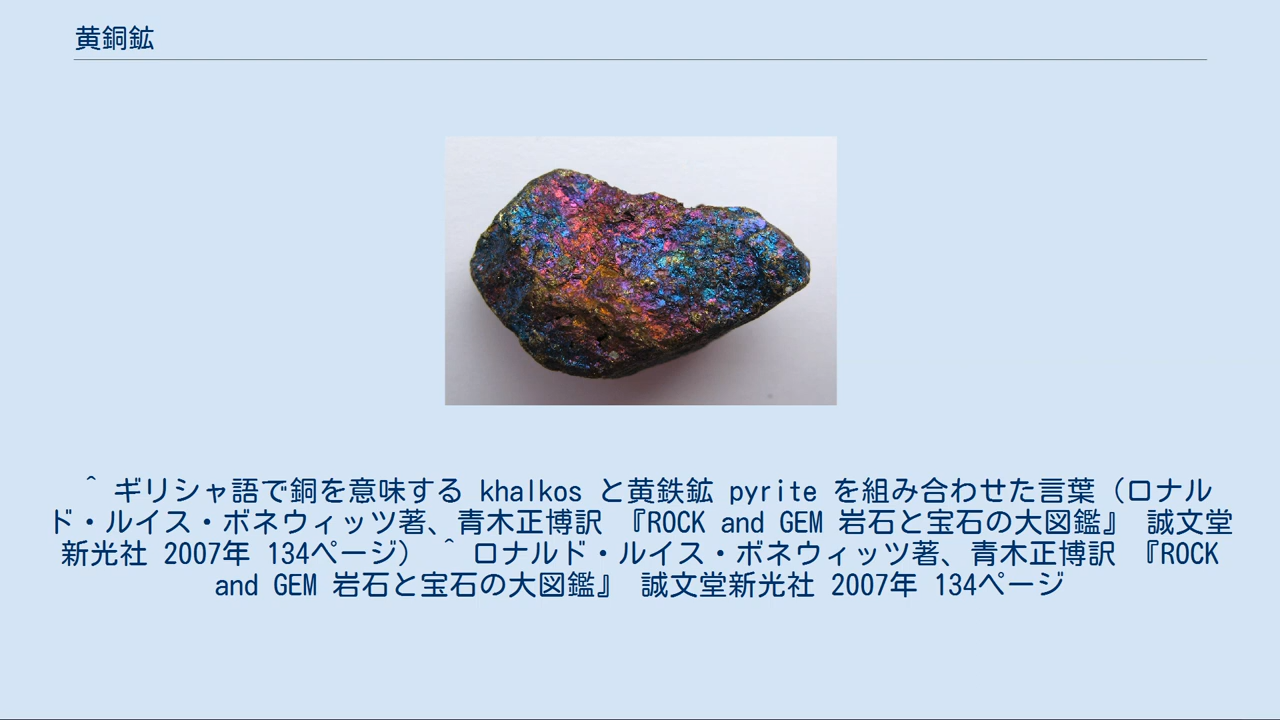 黄銅鉱
^ ギリシャ語で銅を意味する khalkos と黄鉄鉱 pyrite を組み合わせた言葉（ロナル
ド・ルイス・ボネウィッツ著、青木正博訳 『ROCK and GEM 岩石と宝石の大図鑑』 誠文堂
新光社 2007年 134ページ） ^ ロナルド・ルイス・ボネウィッツ著、青木正博訳 『ROCK
and GEM 岩石と宝石の大図鑑』 誠文堂新光社 2007年 134ページ